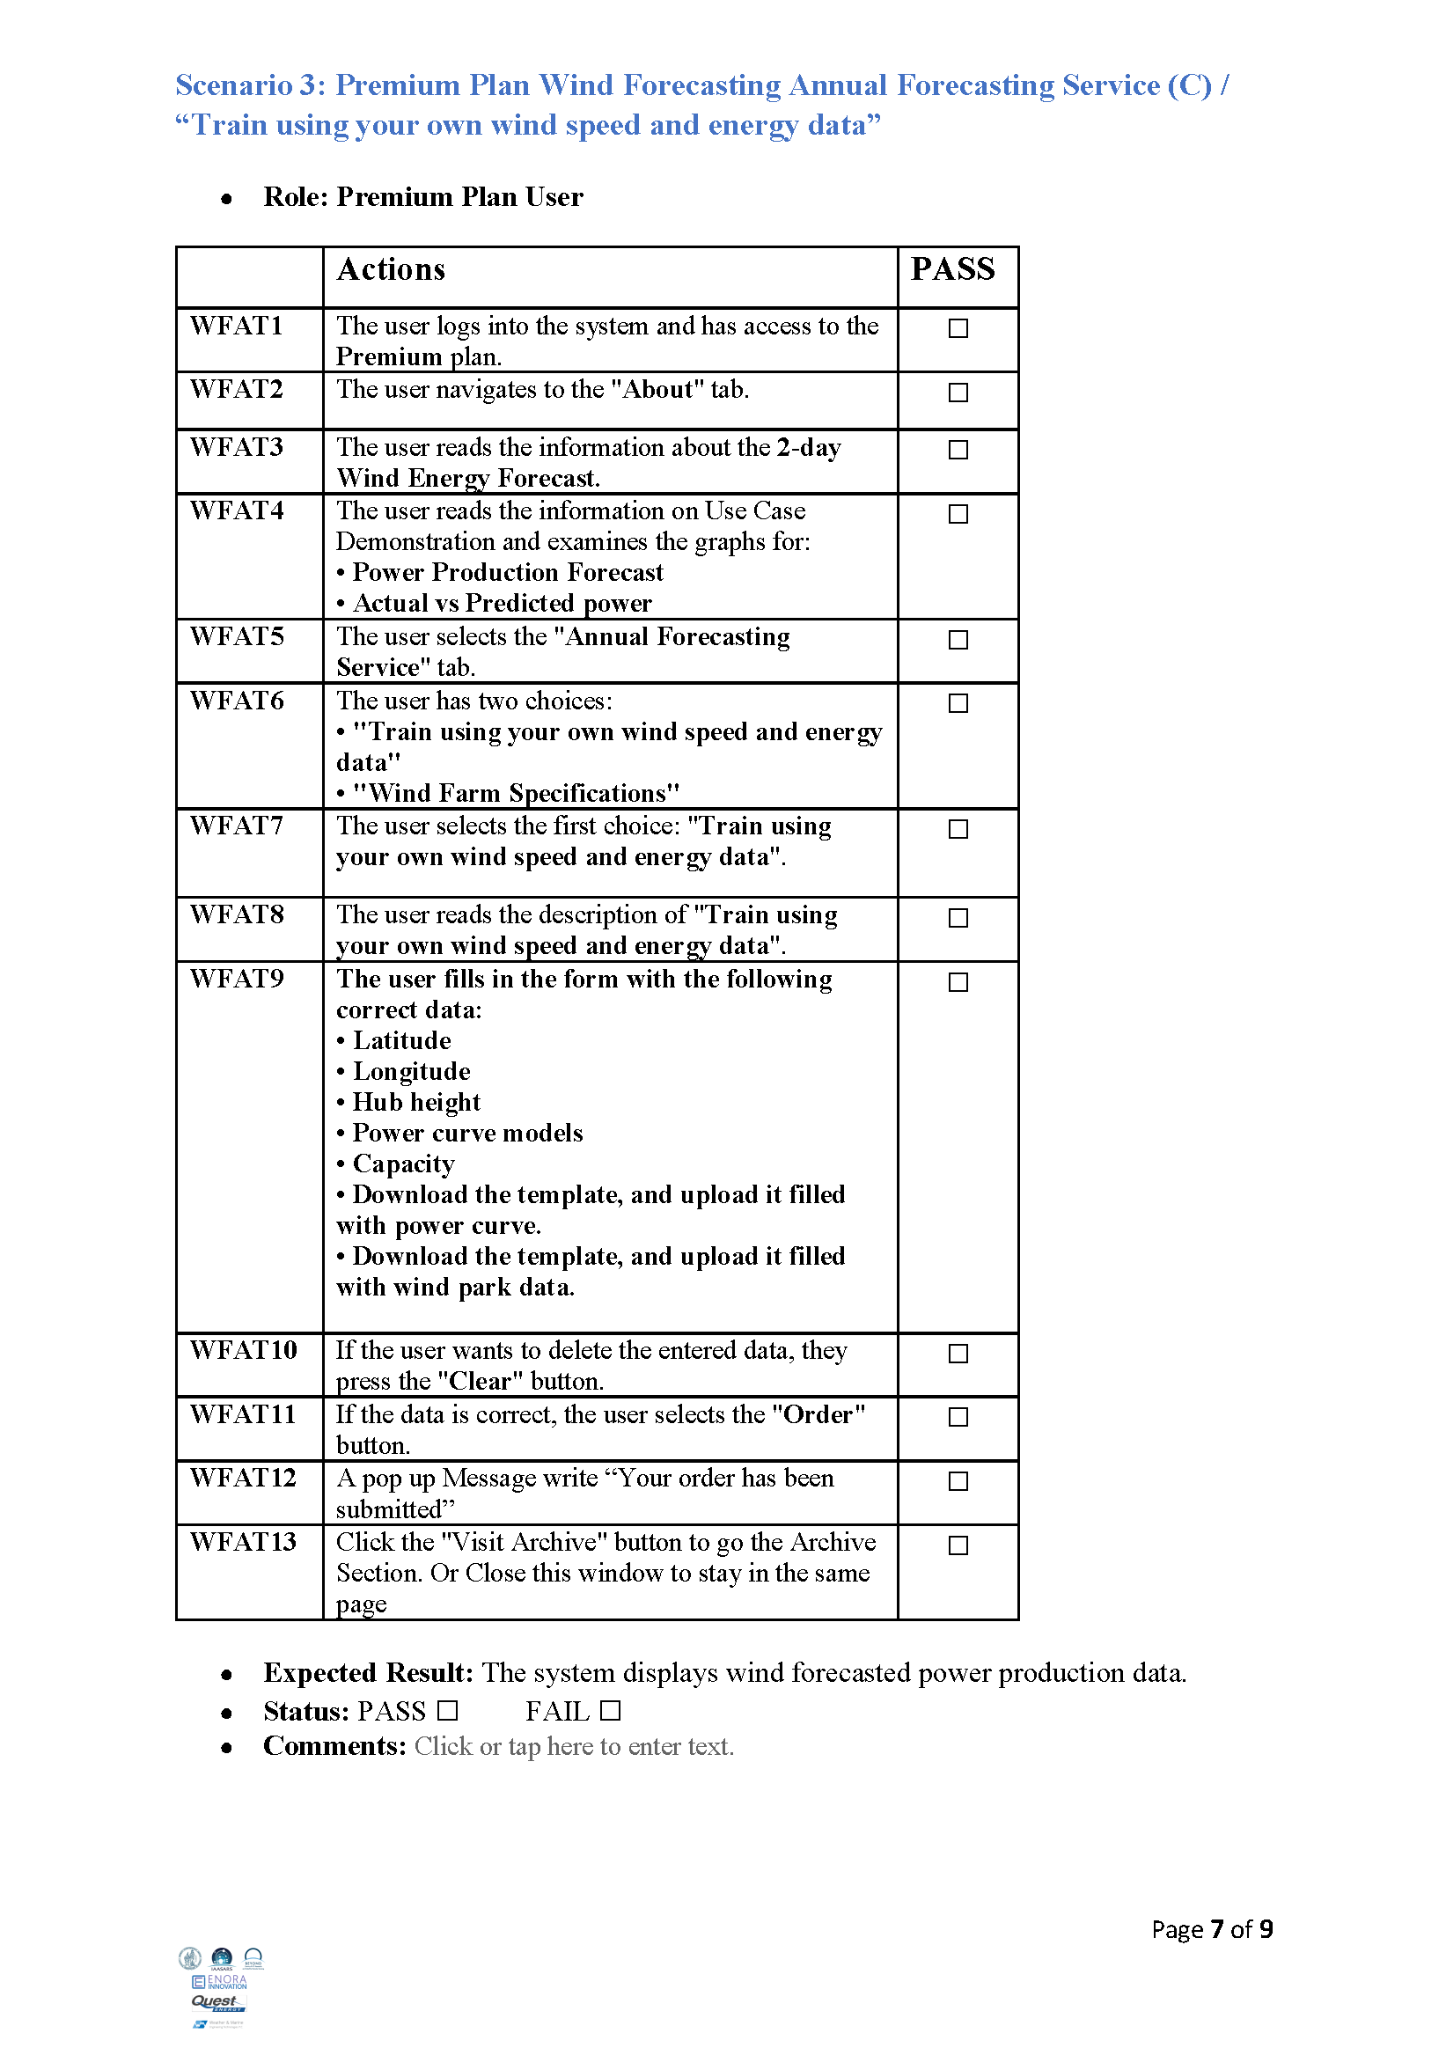 Scenario 3: Premium Plan Wind Forecasting Annual Forecasting Service (C) /
“Train using your own wind speed and energy data”
• Role: Premium Plan User
Actions PASS
WFAT1 The user logs into the system and has access to the ☐
Premium plan.
WFAT2 The user navigates to the "About" tab. ☐
WFAT3 The user reads the information about the 2-day ☐
Wind Energy Forecast.
WFAT4 The user reads the information on Use Case ☐
Demonstration and examines the graphs for:
• Power Production Forecast
• Actual vs Predicted power
WFAT5 The user selects the "Annual Forecasting ☐
Service" tab.
WFAT6 The user has two choices: ☐
• "Train using your own wind speed and energy
data"
• "Wind Farm Specifications"
WFAT7 The user selects the first choice: "Train using ☐
your own wind speed and energy data".
WFAT8 The user reads the description of "Train using ☐
your own wind speed and energy data".
WFAT9 The user fills in the form with the following ☐
correct data:
• Latitude
• Longitude
• Hub height
• Power curve models
• Capacity
• Download the template, and upload it filled
with power curve.
• Download the template, and upload it filled
with wind park data.
WFAT10 If the user wants to delete the entered data, they ☐
press the "Clear" button.
WFAT11 If the data is correct, the user selects the "Order" ☐
button.
WFAT12 A pop up Message write “Your order has been ☐
submitted”
WFAT13 Click the "Visit Archive" button to go the Archive ☐
Section. Or Close this window to stay in the same
page
• Expected Result: The system displays wind forecasted power production data.
• Status: PASS ☐ FAIL ☐
• Comments: Click or tap here to enter text.
Page 7 of 9
ENORA
INNOVATION
Quest
ENERGY